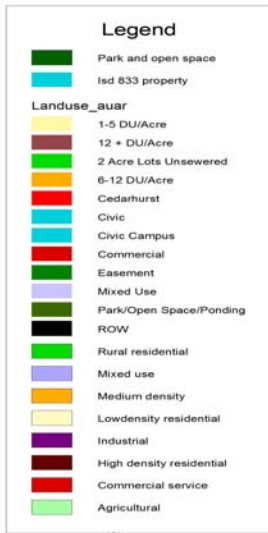 Legend
Park and open space
Isd 833 property
Landuse_auar
1-5 DU/Acre
12 + DU/Acre
2 Acre Lots Unsewered
6-12 DU/Acre
Cedarhurst
Civic
Civic Campus
Commercial
Easement
Mixed Use
Park/Open Space/Ponding
ROW
Rural residential
Mixed use
Medium density
Lowdensity residential
Industrial
High density residential
Commercial service
Agricultural